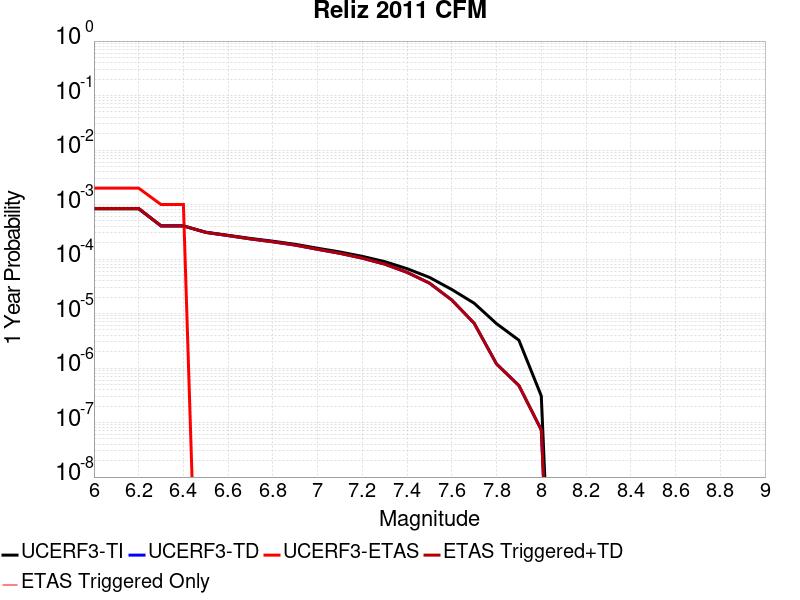 Reliz 2011 CFM
10^0
10^-1
10^-2
10^-3
10^-4
10^-5
10^-6
10^-7
10^-8
1 Year Probability
6 6.2 6.4 6.6 6.8 7 7.2 7.4 7.6 7.8 8 8.2 8.4 8.6 8.8 9
Magnitude
UCERF3-TI UCERF3-TD UCERF3-ETAS ETAS Triggered+TD
ETAS Triggered Only